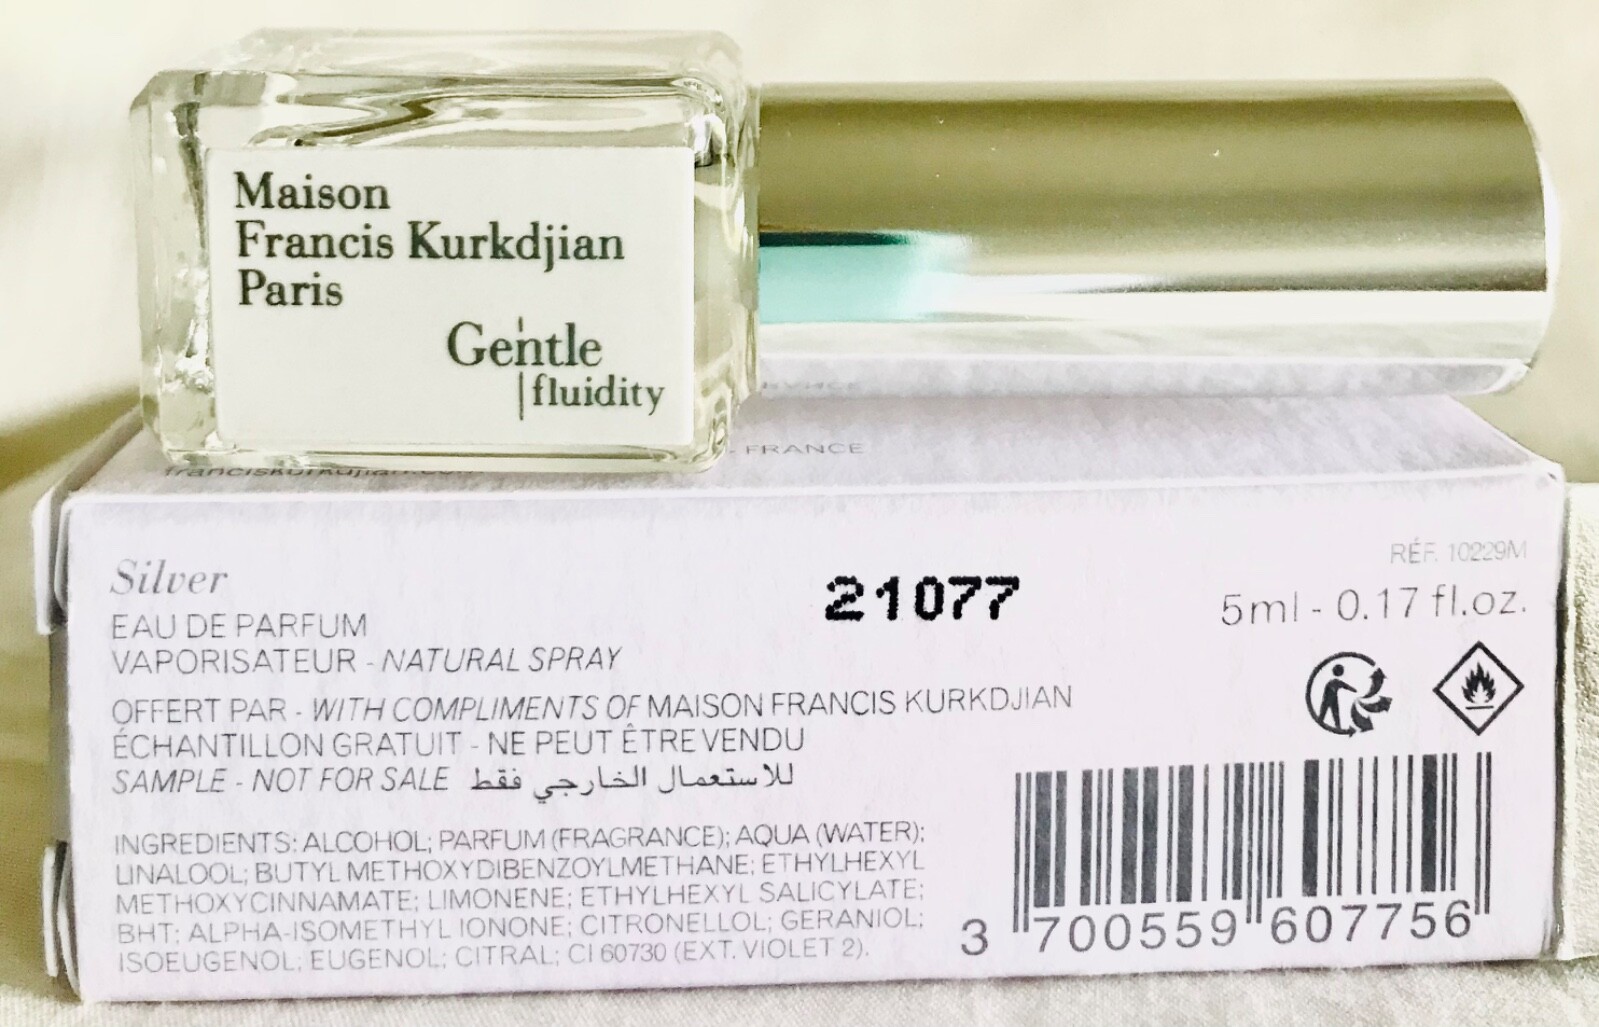 Maison
Francis Kurkdjian
Paris
Gentle
fluidity
franciskurkdjian.com
- FRANCE
Silver
EAU DE PARFUM
VAPORISATEUR - NATURAL SPRAY
21077
RÉF. 10229M
5ml - 0.17 fl.oz.
OFFERT PAR - WITH COMPLIMENTS OF MAISON FRANCIS KURKDJIAN
ÉCHANTILLON GRATUIT - NE PEUT ÊTRE VENDU
SAMPLE - NOT FOR SALE للاستعمال الخارجي فقط
INGREDIENTS: ALCOHOL; PARFUM (FRAGRANCE); AQUA (WATER);
LINALOOL; BUTYL METHOXYDIBENZOYLMETHANE; ETHYLHEXYL
METHOXYCINNAMATE; LIMONENE; ETHYLHEXYL SALICYLATE;
BHT; ALPHA-ISOMETHYL IONONE; CITRONELLOL; GERANIOL;
ISOEUGENOL; EUGENOL; CITRAL; CI 60730 (EXT. VIOLET 2).
3 700559 607756